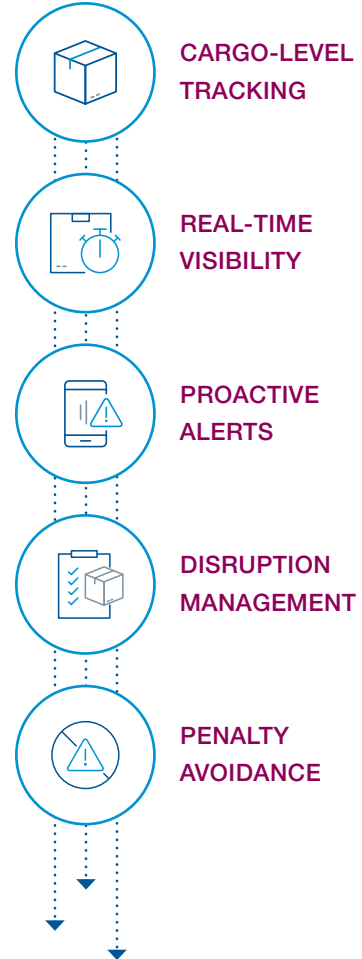 CARGO-LEVEL
TRACKING
REAL-TIME
VISIBILITY
PROACTIVE
ALERTS
DISRUPTION
MANAGEMENT
PENALTY
AVOIDANCE